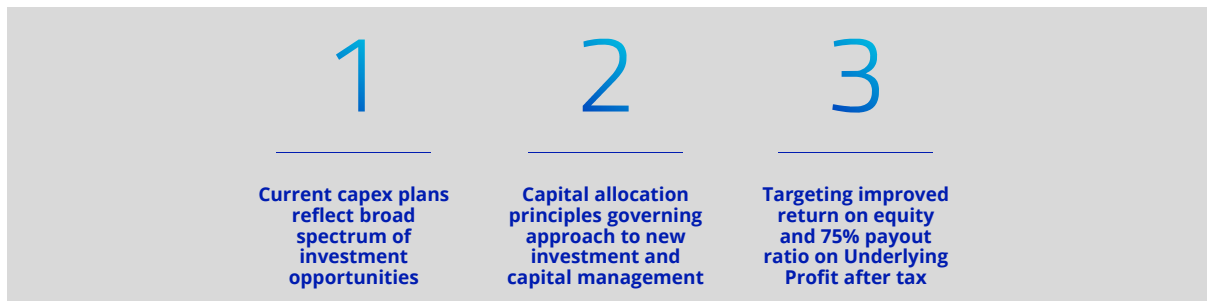 1
Current capex plans
reflect broad
spectrum of
investment
opportunities
2
Capital allocation
principles governing
approach to new
investment and
capital management
3
Targeting improved
return on equity
and 75% payout
ratio on Underlying
Profit after tax